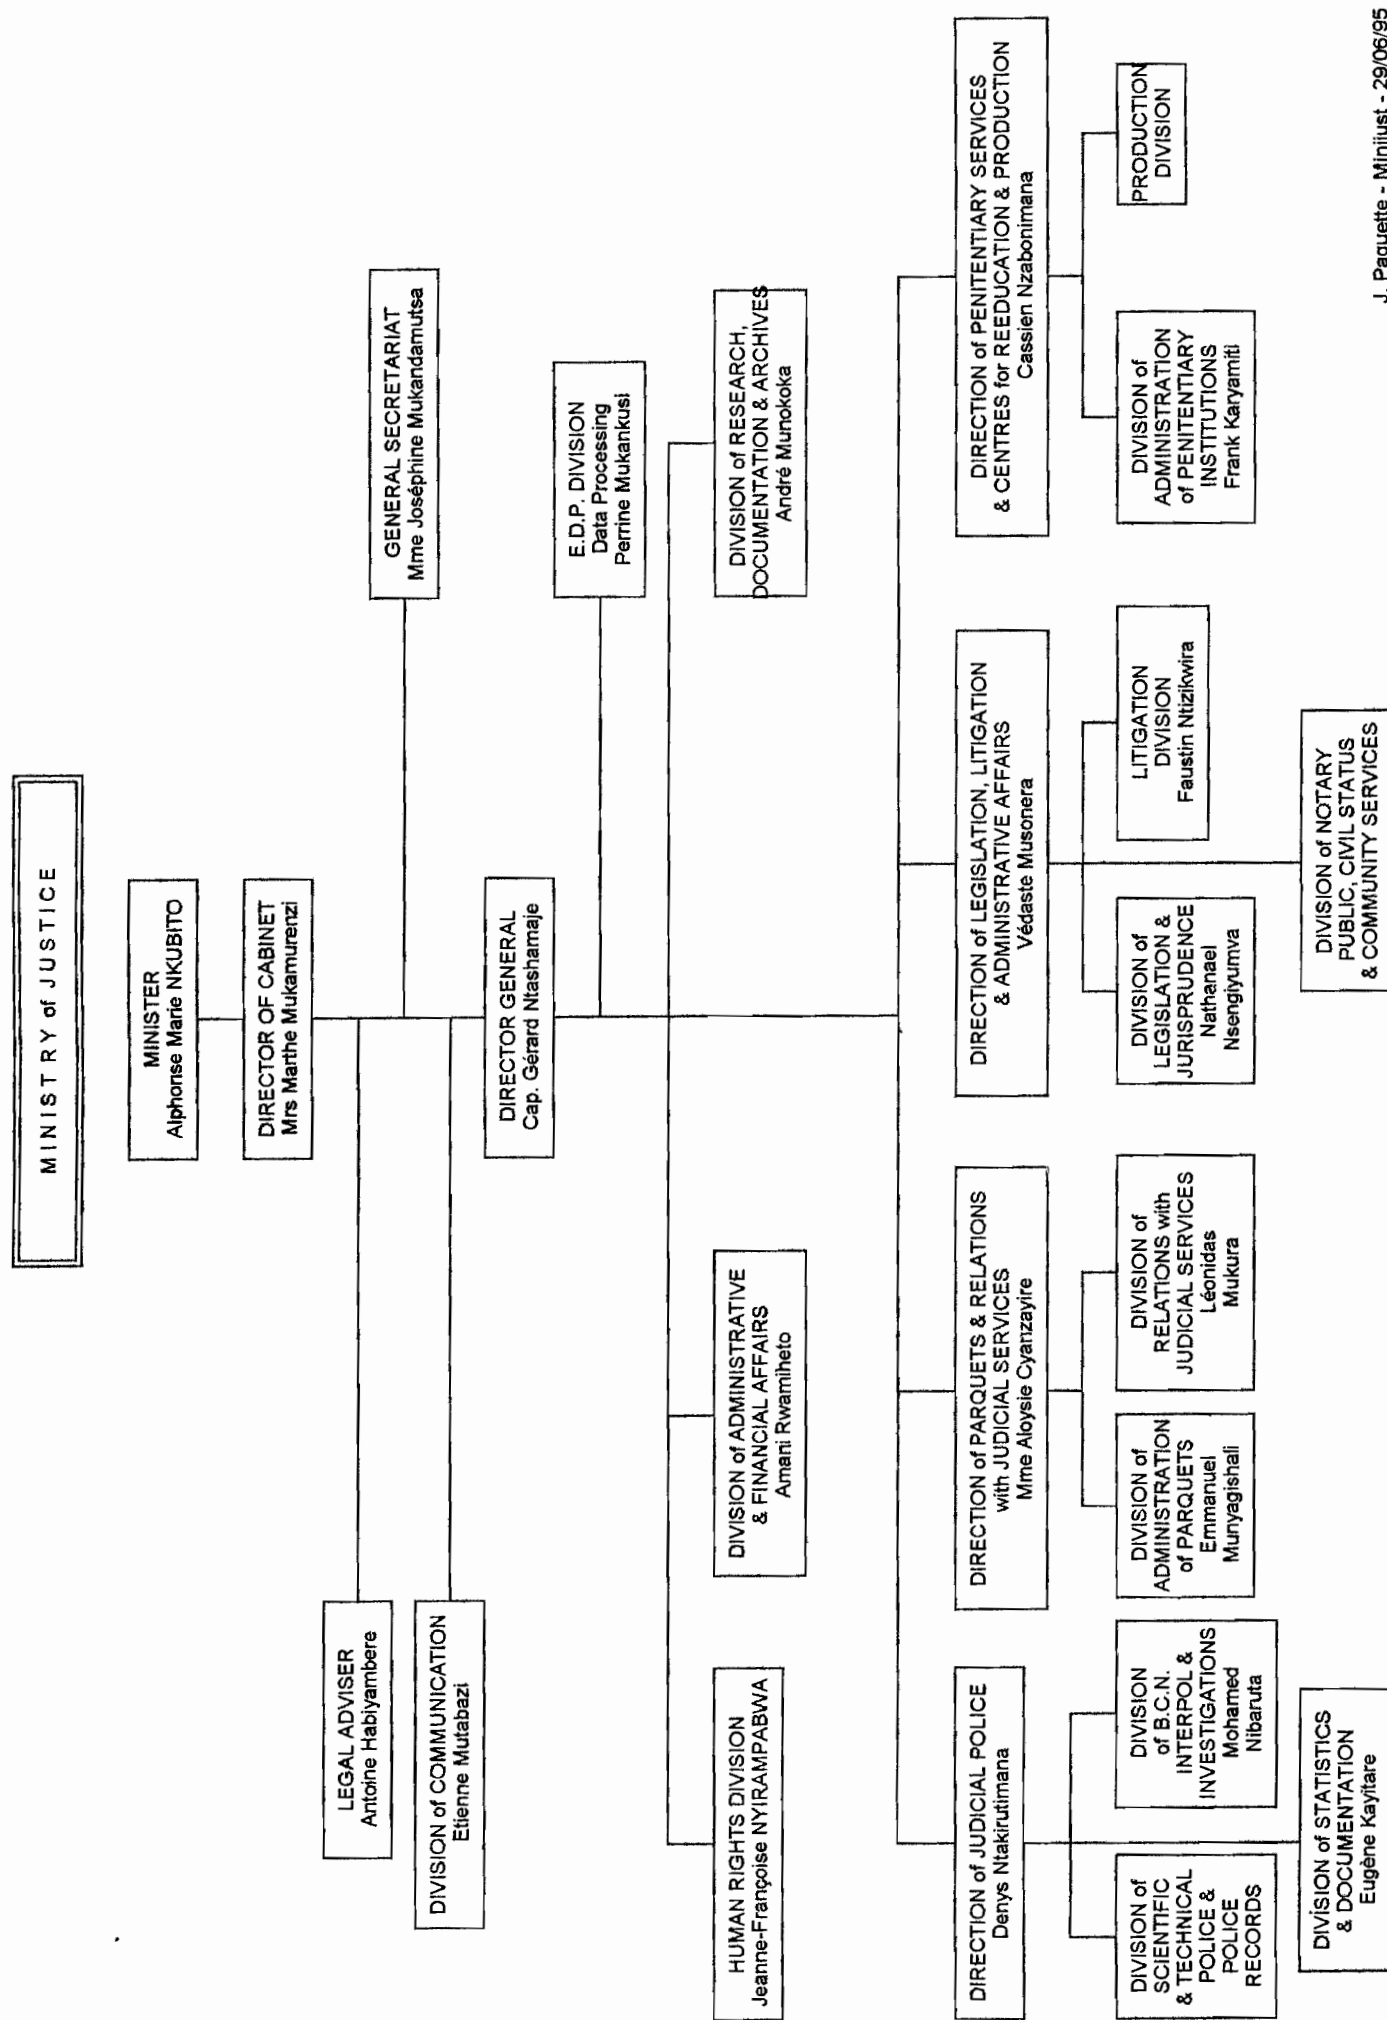 MINISTRY of JUSTICE
MINISTER
Alphonse Marie NKUBITO
DIRECTOR OF CABINET
Mrs Marthe Mukamurenzi
LEGAL ADVISER
Antoine Habiyambere
GENERAL SECRETARIAT
Mme Joséphine Mukandamutsa
DIVISION of COMMUNICATION
Etienne Mutabazi
DIRECTOR GENERAL
Cap. Gérard Ntashamaje
E.D.P. DIVISION
Data Processing
Perrine Mukankusi
HUMAN RIGHTS DIVISION
Jeanne-Françoise NYIRAMPABWA
DIVISION of ADMINISTRATIVE
& FINANCIAL AFFAIRS
Amani Rwamiheto
DIVISION of RESEARCH,
DOCUMENTATION & ARCHIVES
André Munokoka
DIRECTION of JUDICIAL POLICE
Denys Ntakirutimana
DIRECTION of PARQUETS & RELATIONS
with JUDICIAL SERVICES
Mme Aloysie Cyanzayire
DIRECTION of LEGISLATION, LITIGATION
& ADMINISTRATIVE AFFAIRS
Védaste Musonera
DIRECTION of PENITENTIARY SERVICES
& CENTRES for REEDUCATION & PRODUCTION
Cassien Nzabonimana
DIVISION of
SCIENTIFIC
& TECHNICAL
POLICE &
POLICE
RECORDS
DIVISION
of B.C.N.
INTERPOL &
INVESTIGATIONS
Mohamed
Nibaruta
DIVISION of
ADMINISTRATION
of PARQUETS
Emmanuel
Munyagishali
DIVISION of
RELATIONS with
JUDICIAL SERVICES
Léonidas
Mukura
DIVISION of
LEGISLATION &
JURISPRUDENCE
Nathanael
Nsengiyumva
LITIGATION
DIVISION
Faustin Ntizikwira
DIVISION of
ADMINISTRATION
of PENITENTIARY
INSTITUTIONS
Frank Karyamiti
PRODUCTION
DIVISION
DIVISION of STATISTICS
& DOCUMENTATION
Eugène Kayitare
DIVISION of NOTARY
PUBLIC, CIVIL STATUS
& COMMUNITY SERVICES
J. Paquette - Minijust - 29/06/95